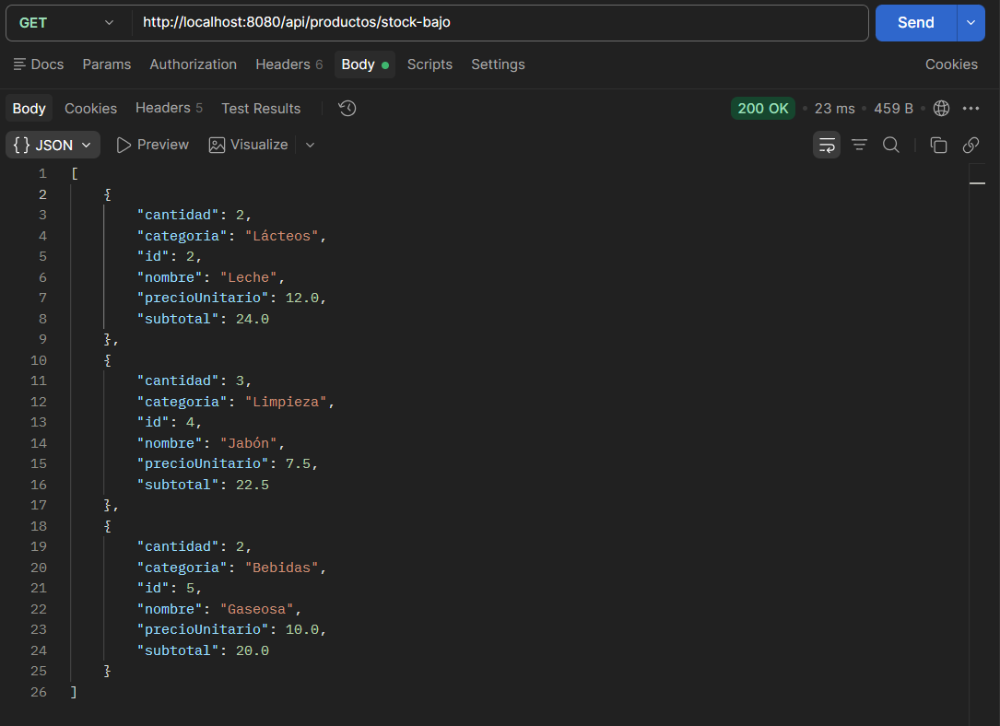 GET http://localhost:8080/api/productos/stock-bajo Send
Docs Params Authorization Headers 6 Body Scripts Settings Cookies
Body Cookies Headers 5 Test Results 200 OK • 23 ms • 459 B •
{ } JSON Preview Visualize
1 [
2 {
3 "cantidad": 2,
4 "categoria": "Lácteos",
5 "id": 2,
6 "nombre": "Leche",
7 "precioUnitario": 12.0,
8 "subtotal": 24.0
9 },
10 {
11 "cantidad": 3,
12 "categoria": "Limpieza",
13 "id": 4,
14 "nombre": "Jabón",
15 "precioUnitario": 7.5,
16 "subtotal": 22.5
17 },
18 {
19 "cantidad": 2,
20 "categoria": "Bebidas",
21 "id": 5,
22 "nombre": "Gaseosa",
23 "precioUnitario": 10.0,
24 "subtotal": 20.0
25 }
26 ]